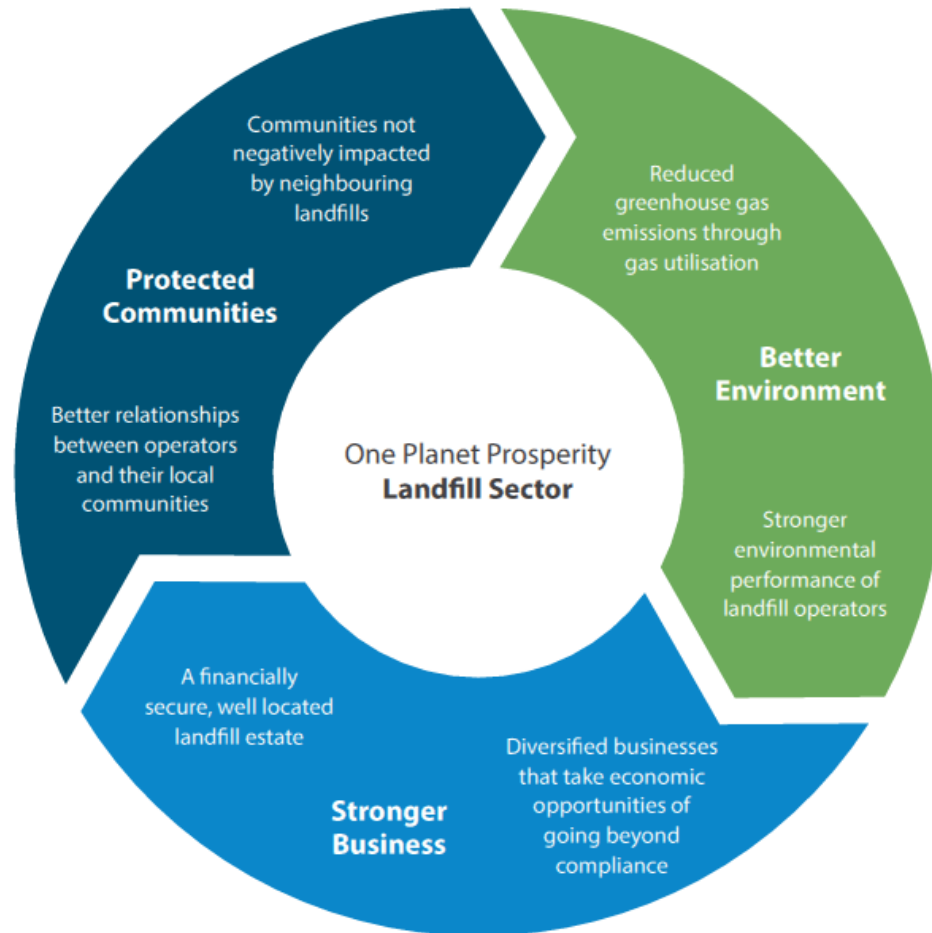 Communities not
negatively impacted
by neighbouring
landfills
Protected
Communities
Better relationships
between operators
and their local
communities
Reduced
greenhouse gas
emissions through
gas utilisation
Better
Environment
Stronger
environmental
performance of
landfill operators
One Planet Prosperity
Landfill Sector
A financially
secure, well located
landfill estate
Stronger
Business
Diversified businesses
that take economic
opportunities of
going beyond
compliance